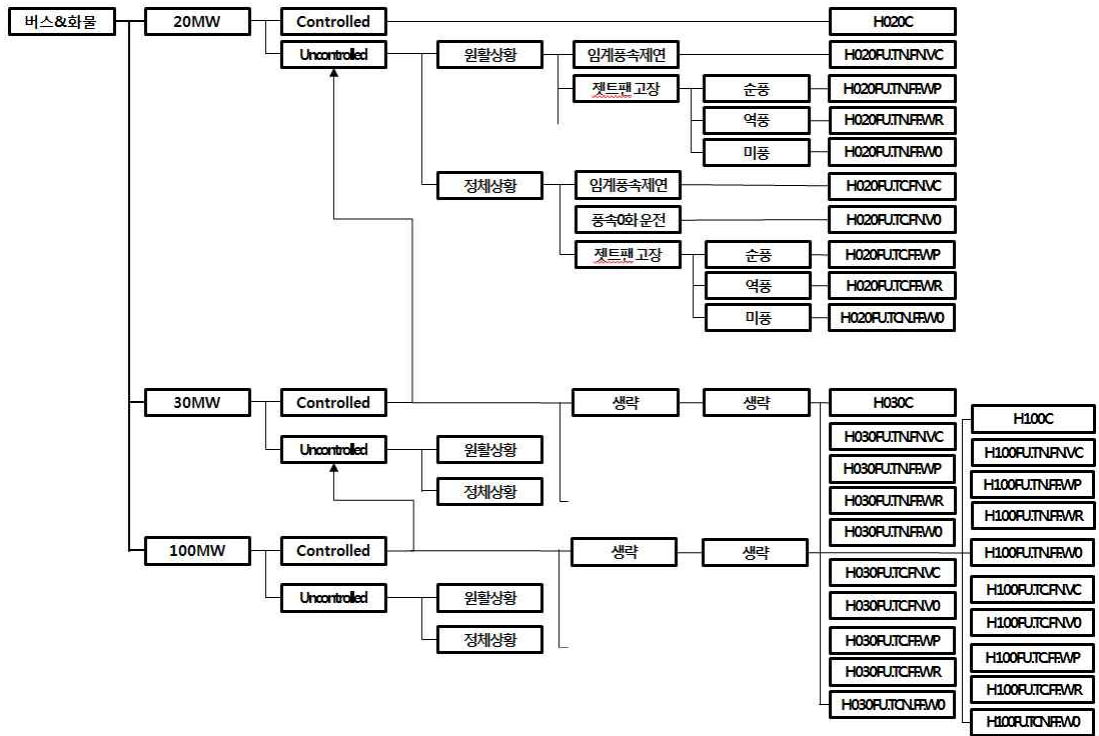 버스&화물
20MW
Controlled
H020C
Uncontrolled
원활상황
임계풍속제연
H020FU.TN.FN.VC
젯트팬 고장
순풍
H020FU.TN.FF.WP
역풍
H020FU.TN.FF.WR
미풍
H020FU.TN.FF.W0
정체상황
임계풍속제연
H020FU.TC.FN.VC
풍속0화 운전
H020FU.TC.FN.V0
젯트팬 고장
순풍
H020FU.TC.FF.WP
역풍
H020FU.TC.FF.WR
미풍
H020FU.TCN.FF.W0
30MW
Controlled
생략
생략
H030C
H100C
Uncontrolled
원활상황
H030FU.TN.FN.VC
H100FU.TN.FN.VC
H030FU.TN.FF.WP
H100FU.TN.FF.WP
정체상황
H030FU.TN.FF.WR
H100FU.TN.FF.WR
H030FU.TN.FF.W0
100MW
Controlled
생략
생략
H100FU.TN.FF.W0
H030FU.TC.FN.VC
H100FU.TC.FN.VC
Uncontrolled
원활상황
H030FU.TC.FN.V0
H100FU.TC.FN.V0
정체상황
H030FU.TC.FF.WP
H100FU.TC.FF.WP
H030FU.TC.FF.WR
H100FU.TC.FF.WR
H030FU.TCN.FF.W0
H100FU.TCN.FF.W0